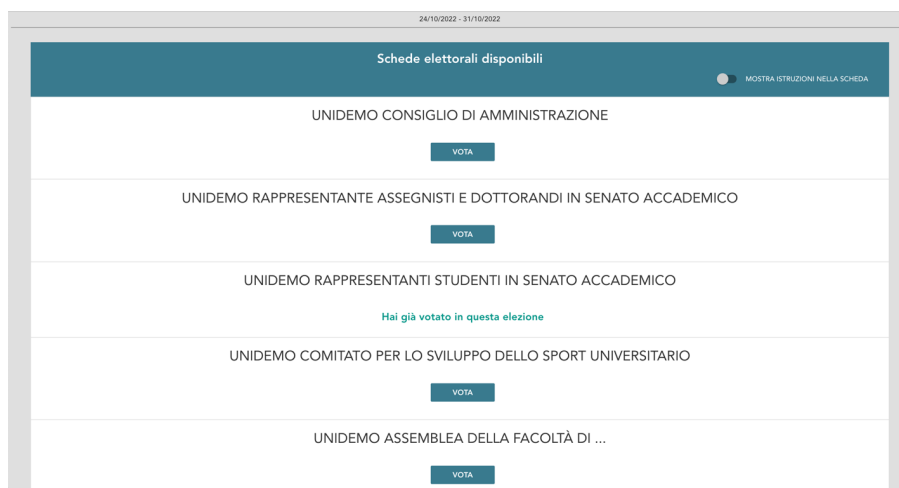 24/10/2022 - 31/10/2022
Schede elettorali disponibili
MOSTRA ISTRUZIONI NELLA SCHEDA
UNIDEMO CONSIGLIO DI AMMINISTRAZIONE
VOTA
UNIDEMO RAPPRESENTANTE ASSEGNISTI E DOTTORANDI IN SENATO ACCADEMICO
VOTA
UNIDEMO RAPPRESENTANTI STUDENTI IN SENATO ACCADEMICO
Hai già votato in questa elezione
UNIDEMO COMITATO PER LO SVILUPPO DELLO SPORT UNIVERSITARIO
VOTA
UNIDEMO ASSEMBLEA DELLA FACOLTÀ DI ...
VOTA